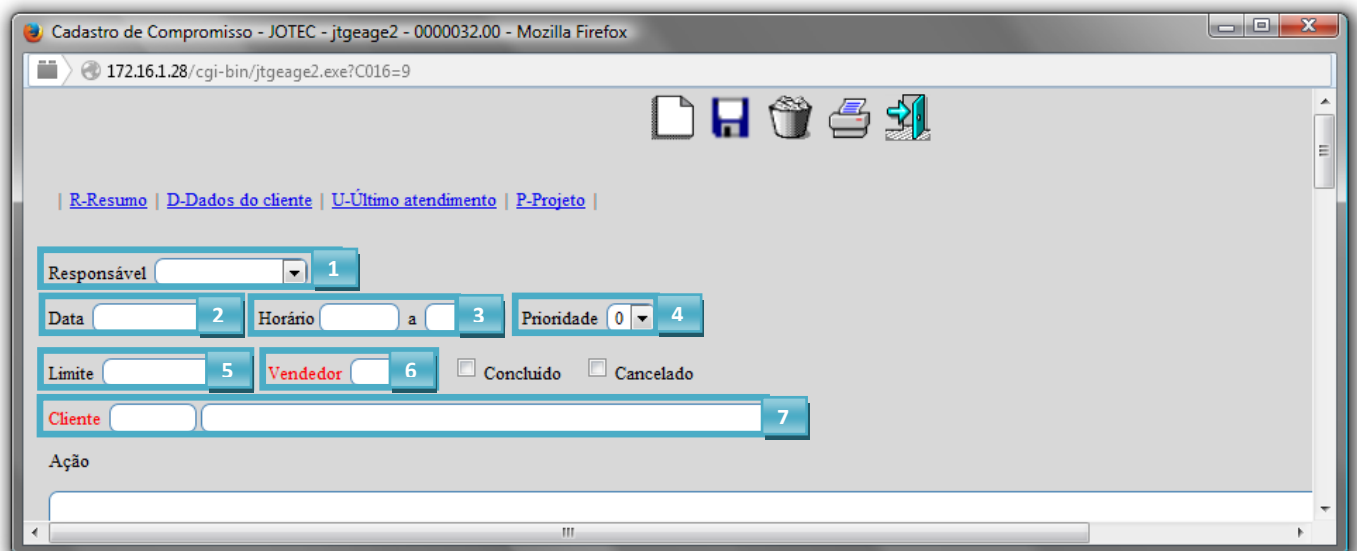 Cadastro de Compromisso - JOTEC - jtgeage2 - 0000032.00 - Mozilla Firefox
172.16.1.28/cgi-bin/jtgeage2.exe?C016=9
| R-Resumo | D-Dados do cliente | U-Último atendimento | P-Projeto |
Responsável 1
Data 2 Horário a 3 Prioridade 0 4
Limite 5 Vendedor 6 Concluído Cancelado
Cliente 7
Ação